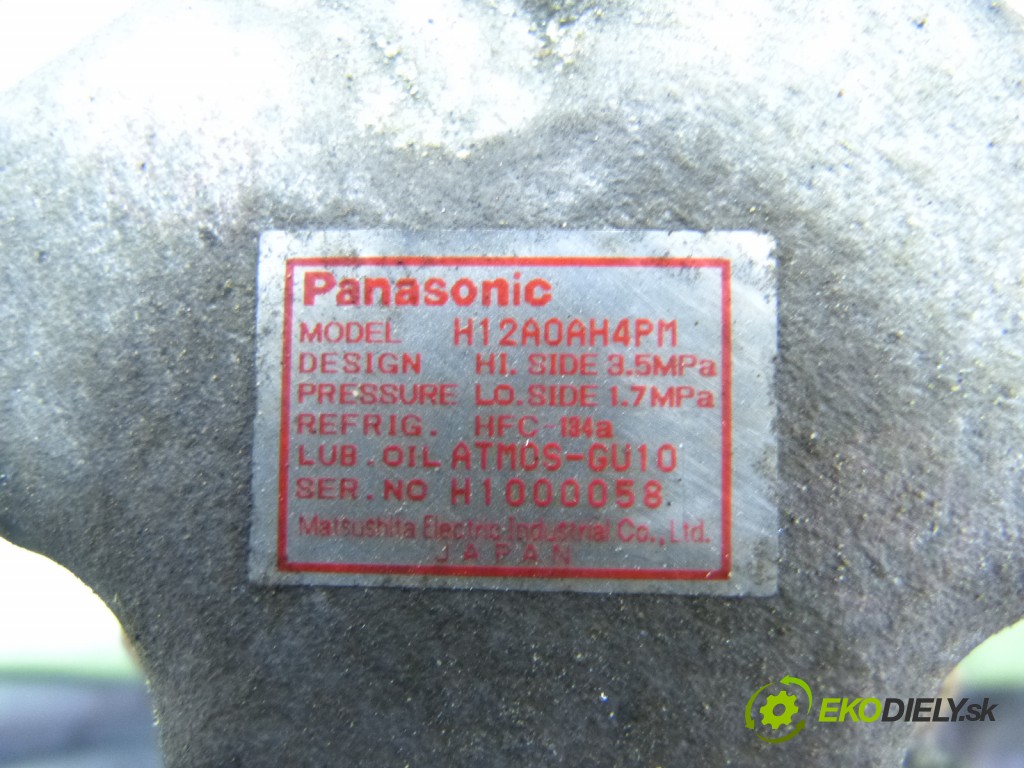 Panasonic
MODEL H12A0AH4PM
DESIGN HI. SIDE 3.5MPa
PRESSURE LO. SIDE 1.7MPa
REFRIG. HFC-134a
LUB. OIL ATMOS-GU10
SER. NO H1000058
Matsushita Electric Industrial Co., Ltd.
JAPAN
EKODIELY.sk